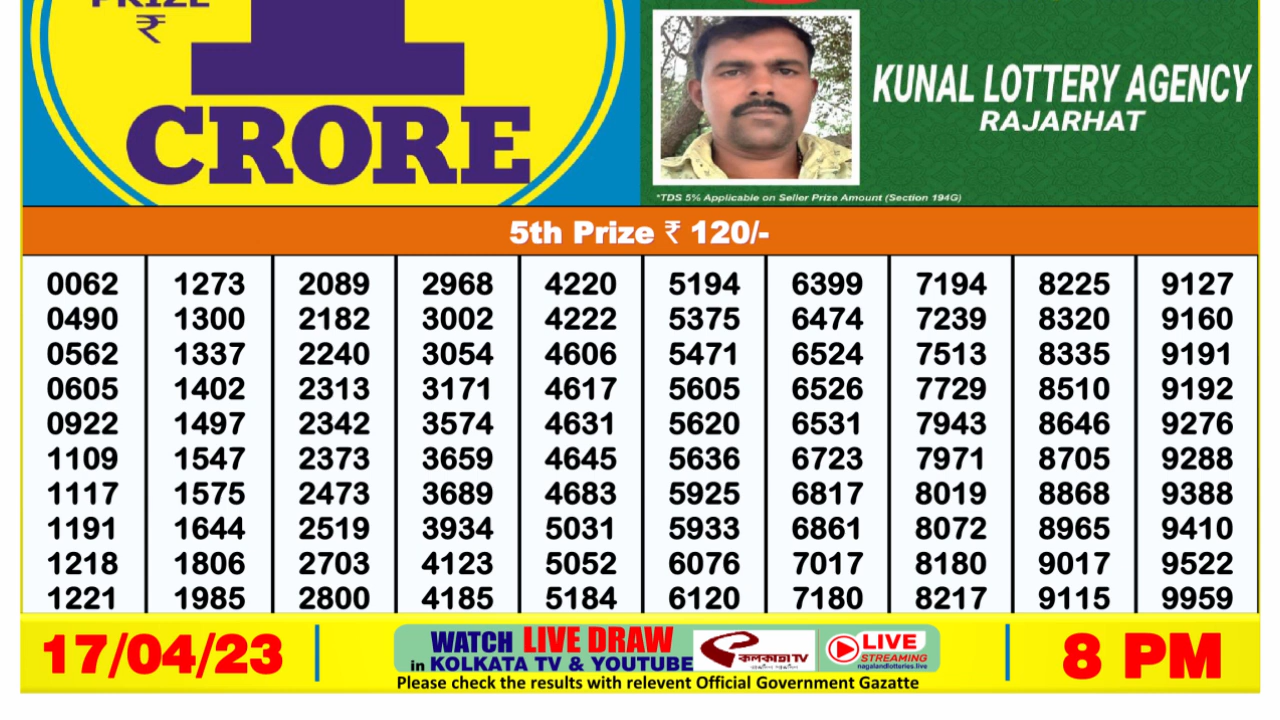 PRIZE
₹
1
CRORE
KUNAL LOTTERY AGENCY
RAJARHAT
*TDS 5% Applicable on Seller Prize Amount (Section 194G)
5th Prize ₹ 120/-
0062 1273 2089 2968 4220 5194 6399 7194 8225 9127
0490 1300 2182 3002 4222 5375 6474 7239 8320 9160
0562 1337 2240 3054 4606 5471 6524 7513 8335 9191
0605 1402 2313 3171 4617 5605 6526 7729 8510 9192
0922 1497 2342 3574 4631 5620 6531 7943 8646 9276
1109 1547 2373 3659 4645 5636 6723 7971 8705 9288
1117 1575 2473 3689 4683 5925 6817 8019 8868 9388
1191 1644 2519 3934 5031 5933 6861 8072 8965 9410
1218 1806 2703 4123 5052 6076 7017 8180 9017 9522
1221 1985 2800 4185 5184 6120 7180 8217 9115 9959
17/04/23
WATCH LIVE DRAW
in KOLKATA TV & YOUTUBE
কলকাতা TV
LIVE
STREAMING
nagalandlotteries.live
Please check the results with relevent Official Government Gazatte
8 PM